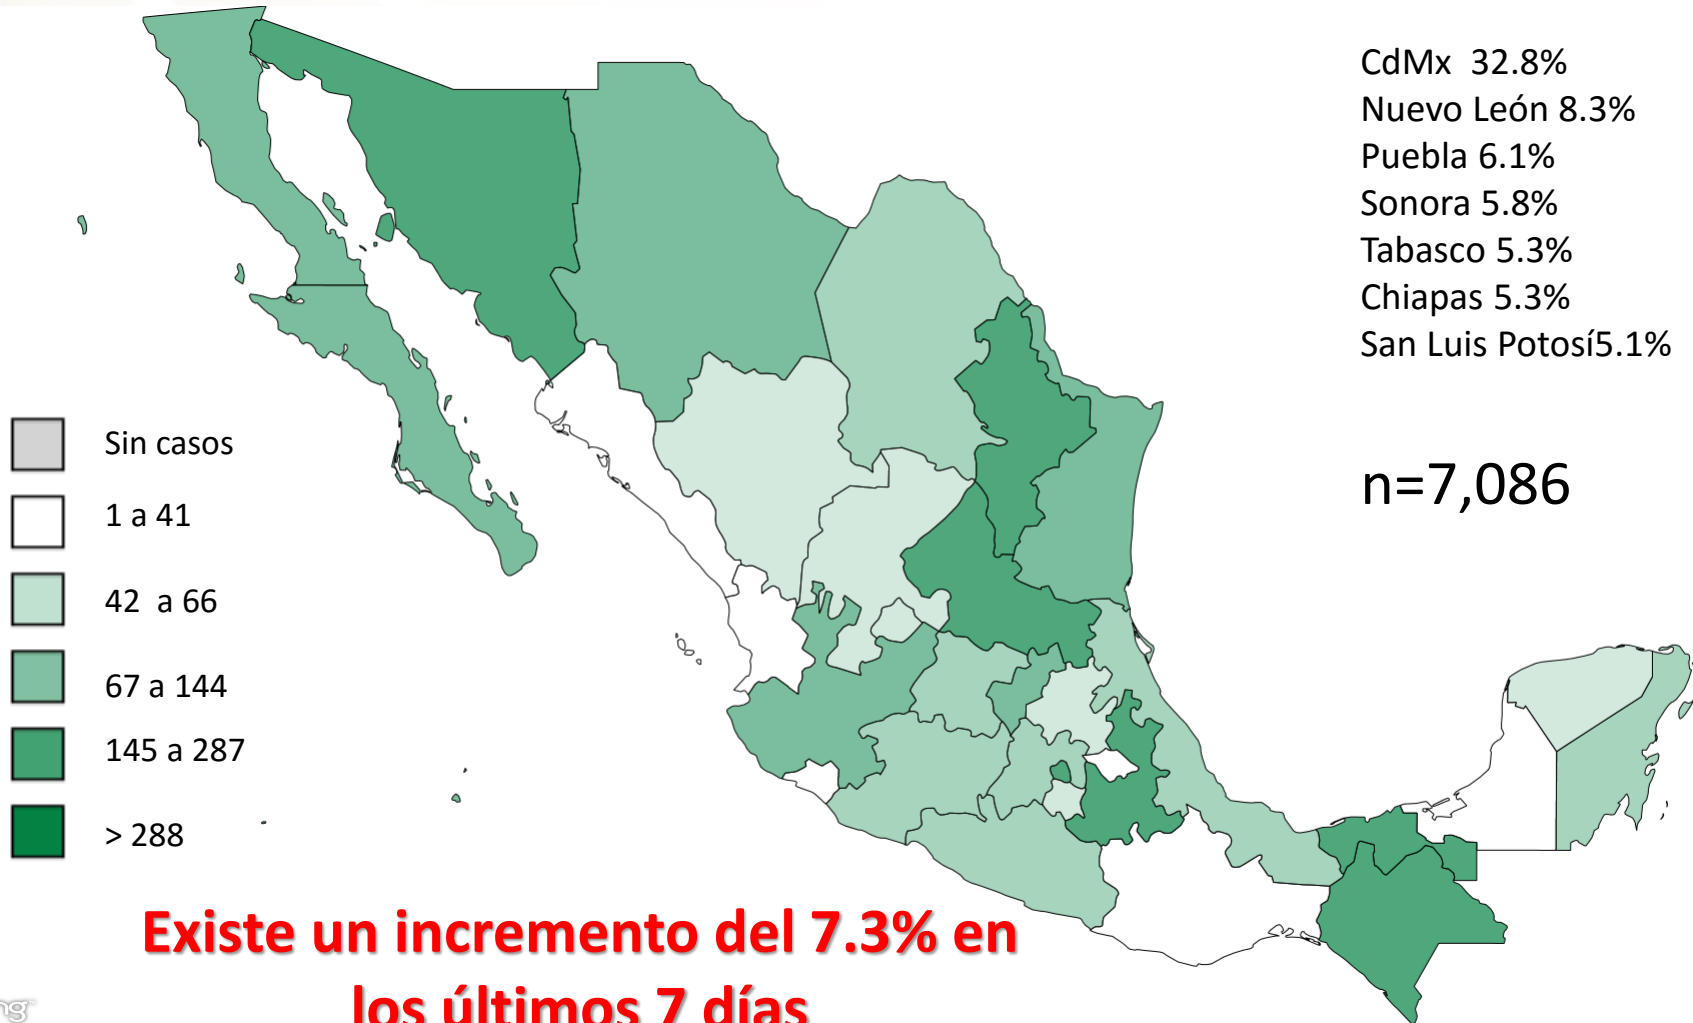 CdMx 32.8%
Nuevo León 8.3%
Puebla 6.1%
Sonora 5.8%
Tabasco 5.3%
Chiapas 5.3%
San Luis Potosí5.1%
n=7,086
Sin casos
1 a 41
42 a 66
67 a 144
145 a 287
> 288
Existe un incremento del 7.3% en
los últimos 7 días